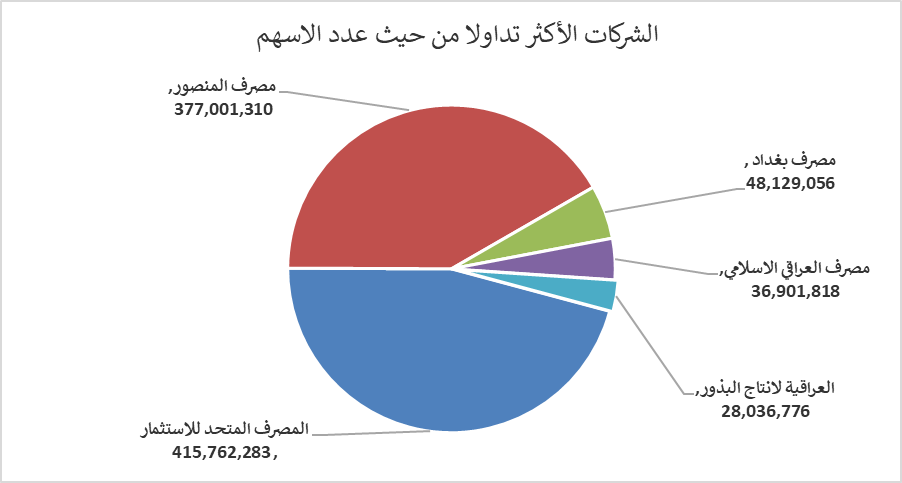 الشركات الأكثر تداولا من حيث عدد الاسهم
مصرف المنصور,
377,001,310
مصرف بغداد ,
48,129,056
مصرف العراقي الاسلامي,
36,901,818
العراقية لانتاج البذور,
28,036,776
المصرف المتحد للاستثمار
415,762,283 ,